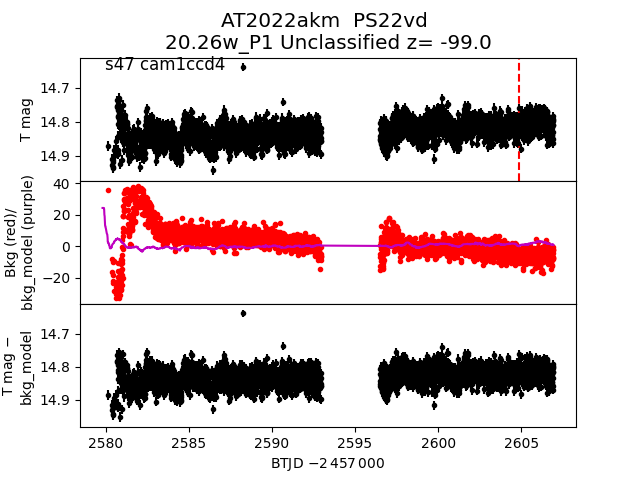 AT2022akm  PS22vd
20.26w_P1 Unclassified z= -99.0
s47 cam1ccd4
T mag
14.7
14.8
14.9
Bkg (red)/
bkg_model (purple)
40
20
0
−20
T mag −
bkg_model
14.7
14.8
14.9
2580
2585
2590
2595
2600
2605
BTJD −2 457 000